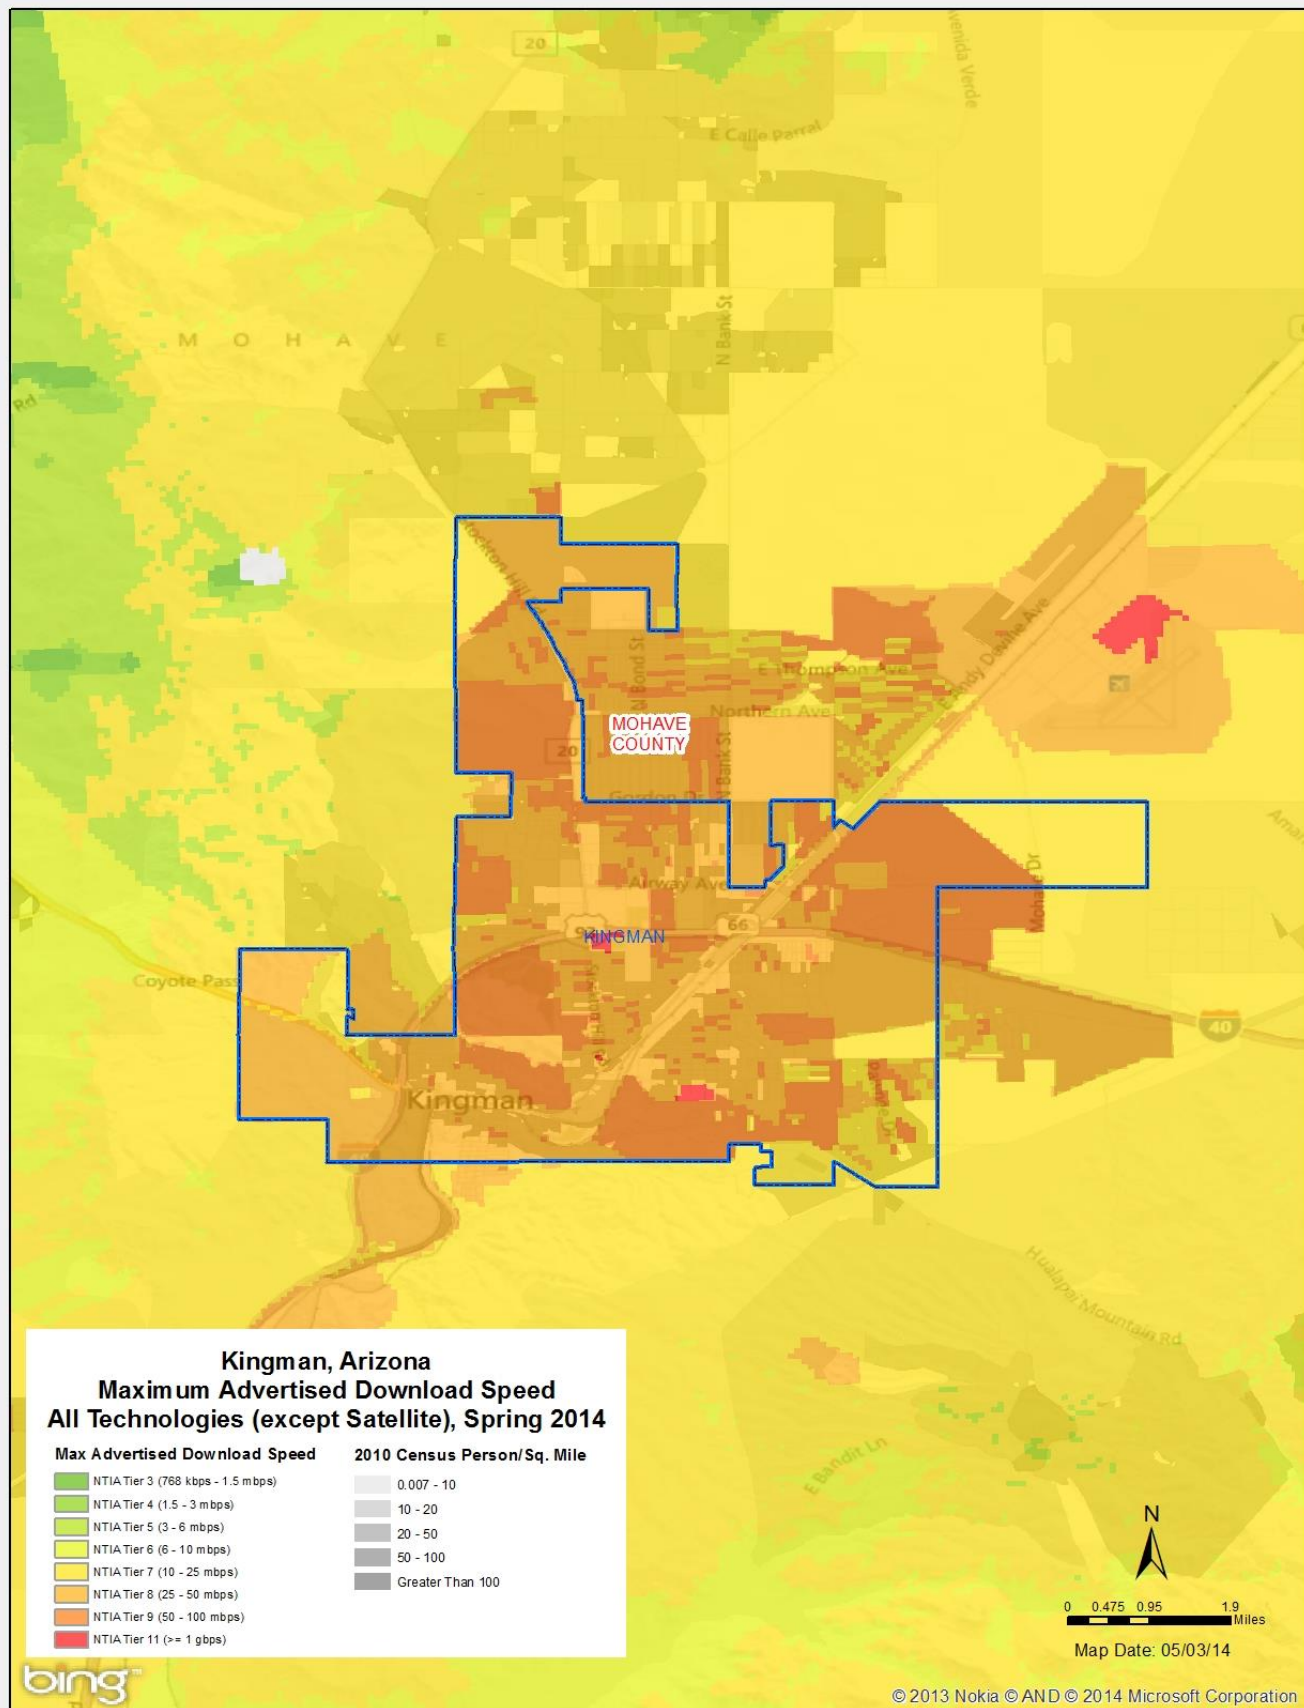 20
Avenida Verde
E Calle Parral
N Bank St
M O H A V E
Rd
Stockton Hill Rd
N Bond St
E Thompson Ave
E Andy Devine Ave
Northern Ave
MOHAVE
COUNTY
20
N Bank St
Gordon Dr
Airway Ave
Mohave Dr
KINGMAN
66
Coyote Pass
40
Kingman
Hualapai Mountain Rd
E Bandit Ln
Kingman, Arizona
Maximum Advertised Download Speed
All Technologies (except Satellite), Spring 2014
Max Advertised Download Speed
NTIA Tier 3 (768 kbps - 1.5 mbps)
NTIA Tier 4 (1.5 - 3 mbps)
NTIA Tier 5 (3 - 6 mbps)
NTIA Tier 6 (6 - 10 mbps)
NTIA Tier 7 (10 - 25 mbps)
NTIA Tier 8 (25 - 50 mbps)
NTIA Tier 9 (50 - 100 mbps)
NTIA Tier 11 (>= 1 gbps)
2010 Census Person/Sq. Mile
0.007 - 10
10 - 20
20 - 50
50 - 100
Greater Than 100
N
0 0.475 0.95 1.9
Miles
Map Date: 05/03/14
bing™
© 2013 Nokia © AND © 2014 Microsoft Corporation